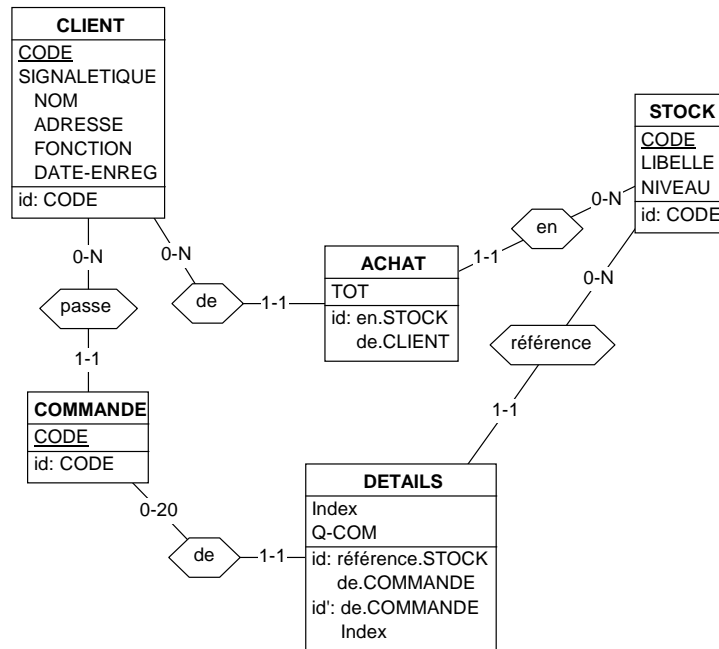 CLIENT
CODE
SIGNALETIQUE
NOM
ADRESSE
FONCTION
DATE-ENREG
id: CODE
STOCK
CODE
LIBELLE
NIVEAU
id: CODE
0-N
en
1-1
0-N
de
1-1
ACHAT
TOT
id: en.STOCK
de.CLIENT
0-N
passe
1-1
0-N
référence
1-1
COMMANDE
CODE
id: CODE
0-20
de
1-1
DETAILS
Index
Q-COM
id: référence.STOCK
de.COMMANDE
id': de.COMMANDE
Index